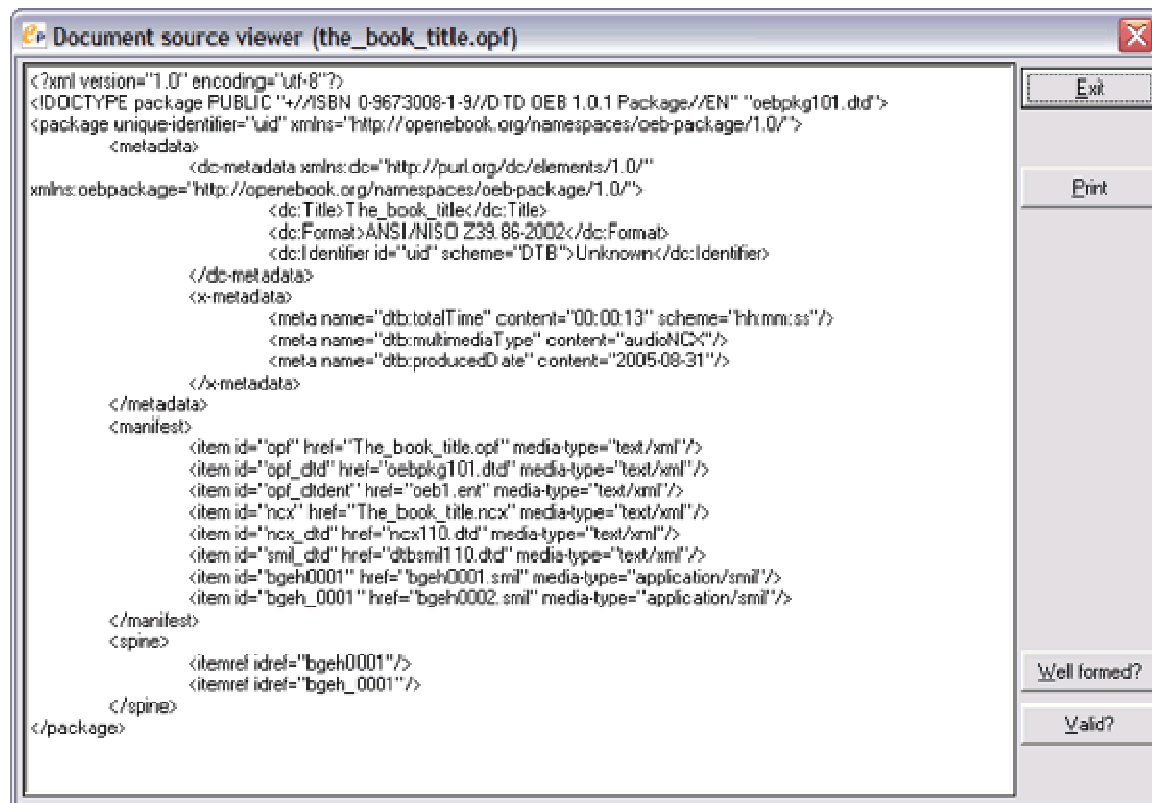 eP Document source viewer (the_book_title.opf)
<?xml version="1.0" encoding="utf-8"?>
<!DOCTYPE package PUBLIC "+//ISBN 0-9673008-1-9//DTD OEB 1.0.1 Package//EN" "oebpkg101.dtd">
<package unique-identifier="uid" xmlns="http://openebook.org/namespaces/oeb-package/1.0/">
<metadata>
<dc-metadata xmlns:dc="http://purl.org/dc/elements/1.0/"
xmlns:oebpackage="http://openebook.org/namespaces/oeb-package/1.0/">
<dc:Title>The_book_title</dc:Title>
<dc:Format>ANSI/NISO Z39.86-2002</dc:Format>
<dc:Identifier id="uid" scheme="DTB">Unknown</dc:Identifier>
</dc-metadata>
<x-metadata>
<meta name="dtb:totalTime" content="00:00:13" scheme="hh:mm:ss"/>
<meta name="dtb:multimediaType" content="audioNCX"/>
<meta name="dtb:producedDate" content="2005-08-31"/>
</x-metadata>
</metadata>
<manifest>
<item id="opf" href="The_book_title.opf" media-type="text/xml"/>
<item id="opf_dtd" href="oebpkg101.dtd" media-type="text/xml"/>
<item id="opf_dtdent" href="oeb1.ent" media-type="text/xml"/>
<item id="ncx" href="The_book_title.ncx" media-type="text/xml"/>
<item id="ncx_dtd" href="ncx110.dtd" media-type="text/xml"/>
<item id="smil_dtd" href="dtbsmil110.dtd" media-type="text/xml"/>
<item id="bgeh0001" href="bgeh0001.smil" media-type="application/smil"/>
<item id="bgeh_0001" href="bgeh0002.smil" media-type="application/smil"/>
</manifest>
<spine>
<itemref idref="bgeh0001"/>
<itemref idref="bgeh_0001"/>
</spine>
</package>
Exit
Print
Well formed?
Valid?